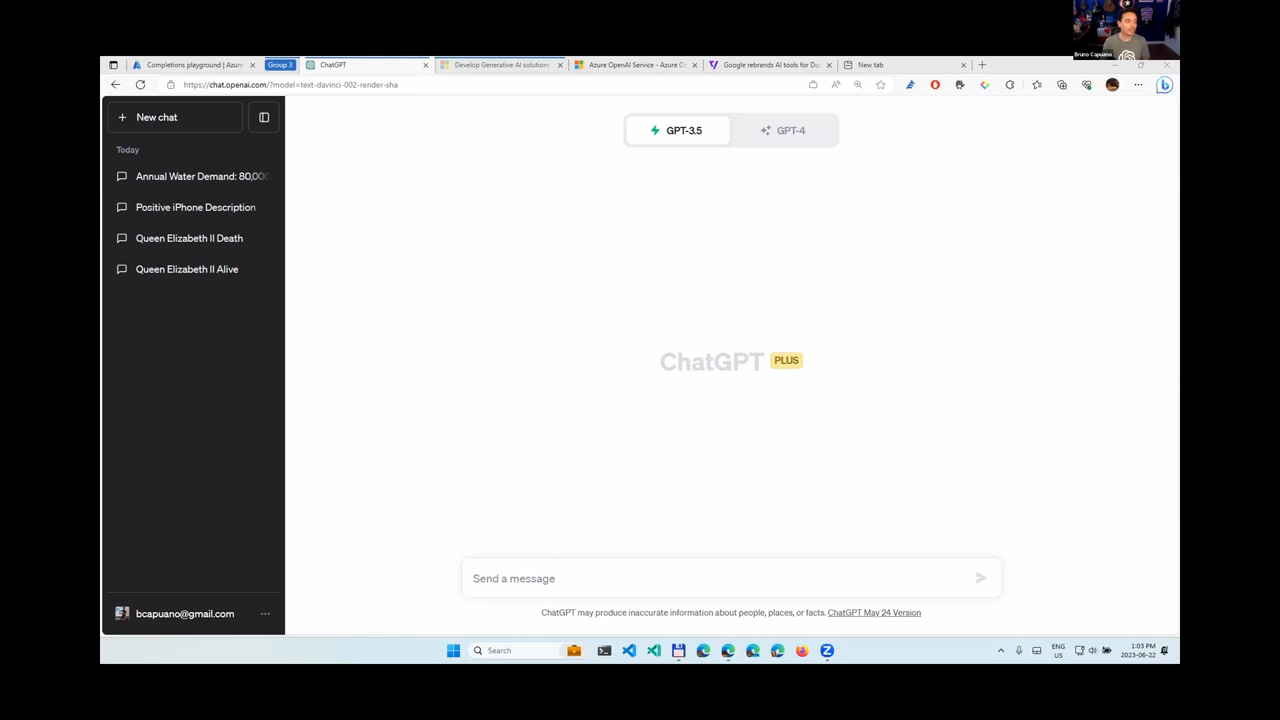 Bruno Capuano
Completions playground | Azure
Group 3
ChatGPT
Develop Generative AI solutions
Azure OpenAI Service - Azure O
Google rebrands AI tools for Do
New tab
https://chat.openai.com/?model=text-davinci-002-render-sha
New chat
GPT-3.5
GPT-4
Today
Annual Water Demand: 80,000
Positive iPhone Description
Queen Elizabeth II Death
Queen Elizabeth II Alive
ChatGPT PLUS
Send a message
ChatGPT may produce inaccurate information about people, places, or facts. ChatGPT May 24 Version
bcapuano@gmail.com
Search
ENG
US
1:03 PM
2023-06-22